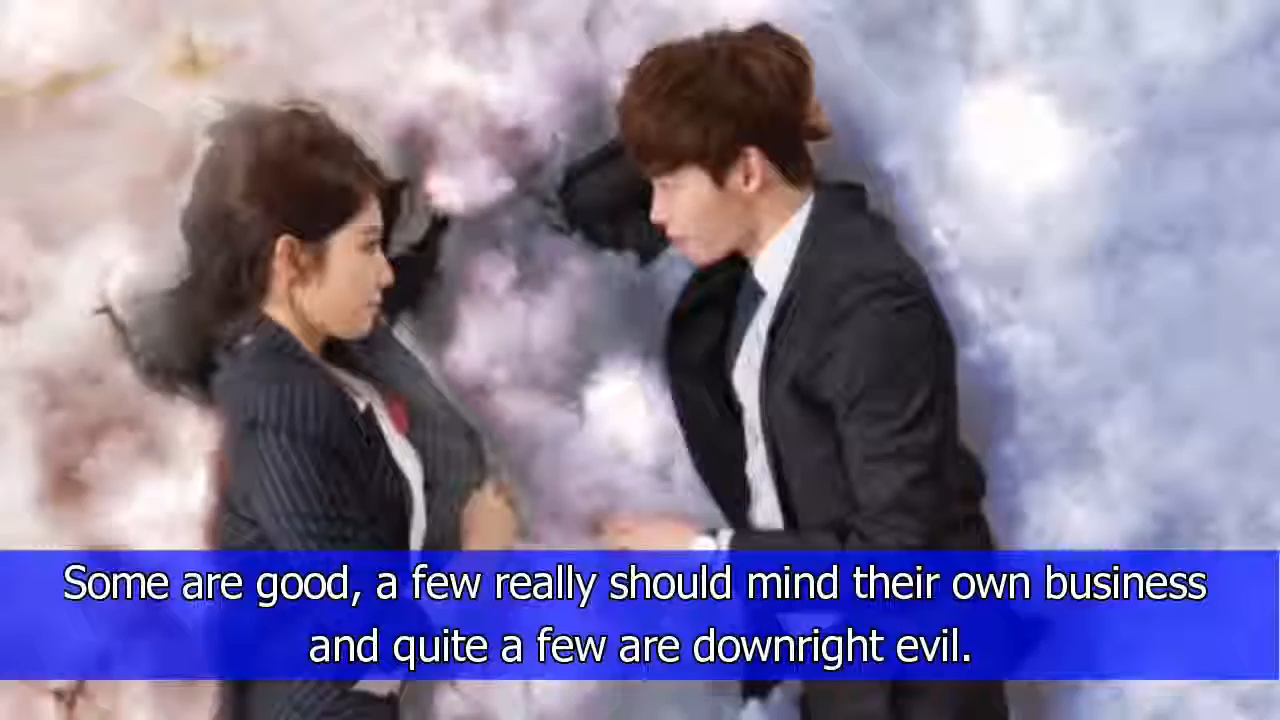 Some are good, a few really should mind their own business
and quite a few are downright evil.